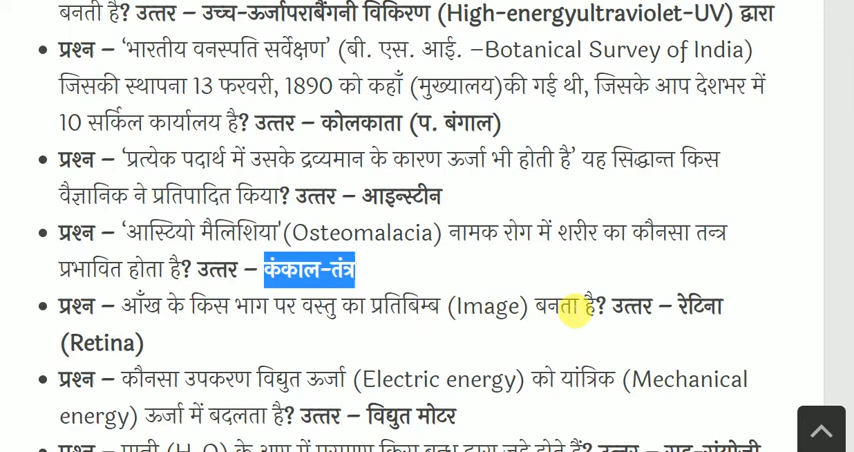 बनती है? उत्तर – उच्च-ऊर्जापराबैंगनी विकिरण (High-energyultraviolet-UV) द्वारा
प्रश्न – ‘भारतीय वनस्पति सर्वेक्षण’ (बी. एस. आई. –Botanical Survey of India)
जिसकी स्थापना 13 फरवरी, 1890 को कहाँ (मुख्यालय)की गई थी, जिसके आप देशभर में
10 सर्किल कार्यालय है? उत्तर – कोलकाता (प. बंगाल)
प्रश्न – ‘प्रत्येक पदार्थ में उसके द्रव्यमान के कारण ऊर्जा भी होती है’ यह सिद्धान्त किस
वैज्ञानिक ने प्रतिपादित किया? उत्तर – आइन्स्टीन
प्रश्न – ‘आस्टियो मैलिशिया'(Osteomalacia) नामक रोग में शरीर का कौनसा तन्त्र
प्रभावित होता है? उत्तर – कंकाल-तंत्र
प्रश्न – आँख के किस भाग पर वस्तु का प्रतिबिम्ब (Image) बनता है? उत्तर – रेटिना
(Retina)
प्रश्न – कौनसा उपकरण विद्युत ऊर्जा (Electric energy) को यांत्रिक (Mechanical
energy) ऊर्जा में बदलता है? उत्तर – विद्युत मोटर